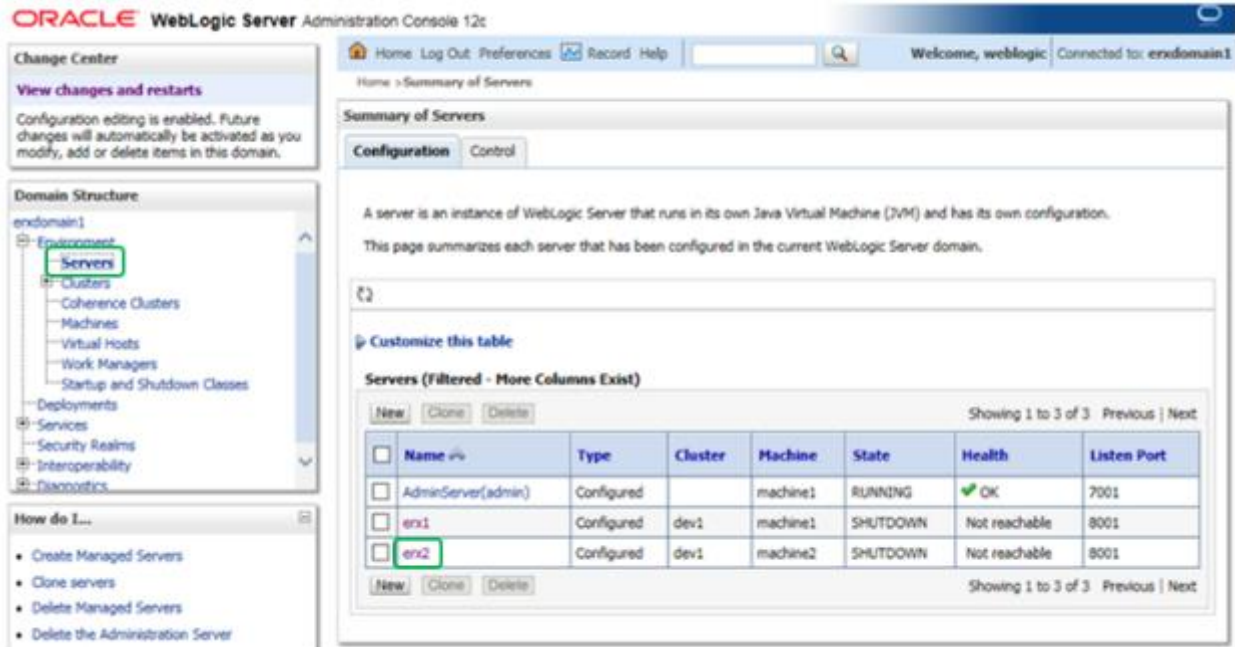 ORACLE WebLogic Server Administration Console 12c
Change Center
View changes and restarts
Configuration editing is enabled. Future
changes will automatically be activated as you
modify, add or delete items in this domain.
Domain Structure
erxdomain1
Environment
Servers
Clusters
Coherence Clusters
Machines
Virtual Hosts
Work Managers
Startup and Shutdown Classes
Deployments
Services
Security Realms
Interoperability
Diagnostics
How do I...
Create Managed Servers
Clone servers
Delete Managed Servers
Delete the Administration Server
Home Log Out Preferences Record Help
Welcome, weblogic Connected to: erxdomain1
Home >Summary of Servers
Summary of Servers
Configuration Control
A server is an instance of WebLogic Server that runs in its own Java Virtual Machine (JVM) and has its own configuration.
This page summarizes each server that has been configured in the current WebLogic Server domain.
Customize this table
Servers (Filtered - More Columns Exist)
New Clone Delete Showing 1 to 3 of 3 Previous | Next
Name Type Cluster Machine State Health Listen Port
AdminServer(admin) Configured machine1 RUNNING OK 7001
erx1 Configured dev1 machine1 SHUTDOWN Not reachable 8001
erx2 Configured dev1 machine2 SHUTDOWN Not reachable 8001
New Clone Delete Showing 1 to 3 of 3 Previous | Next